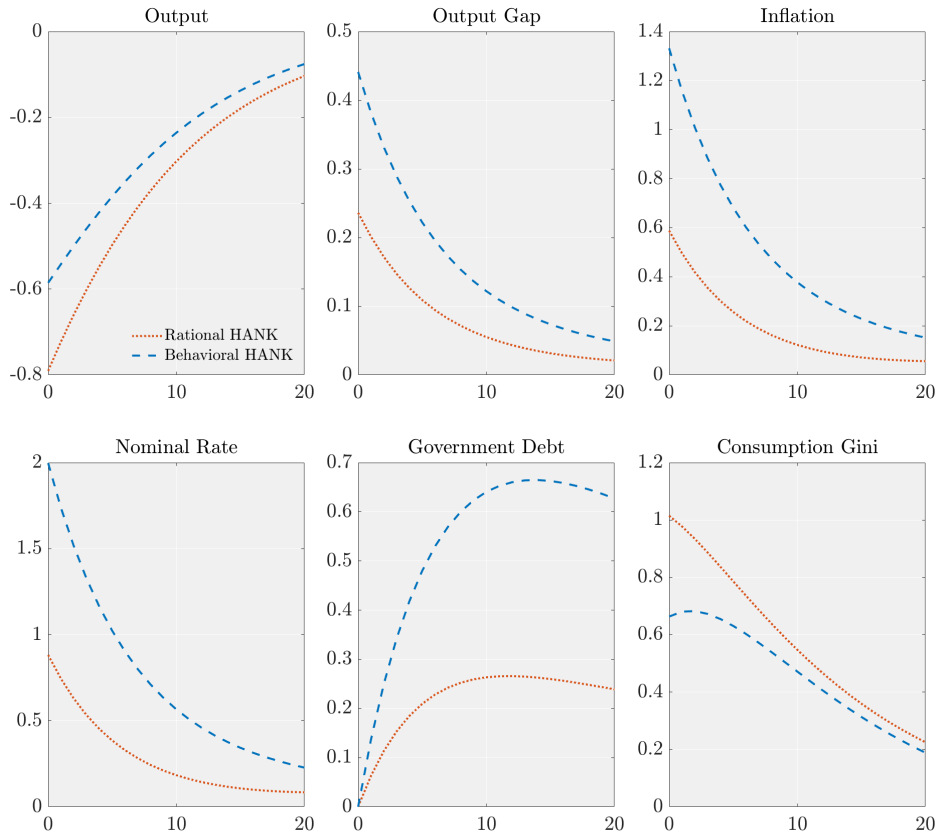 Output
0
-0.2
-0.4
-0.6
-0.8
0 10 20
Rational HANK
Behavioral HANK
Output Gap
0.5
0.4
0.3
0.2
0.1
0
0 10 20
Inflation
1.4
1.2
1
0.8
0.6
0.4
0.2
0
0 10 20
Nominal Rate
2
1.5
1
0.5
0
0 10 20
Government Debt
0.7
0.6
0.5
0.4
0.3
0.2
0.1
0
0 10 20
Consumption Gini
1.2
1
0.8
0.6
0.4
0.2
0
0 10 20